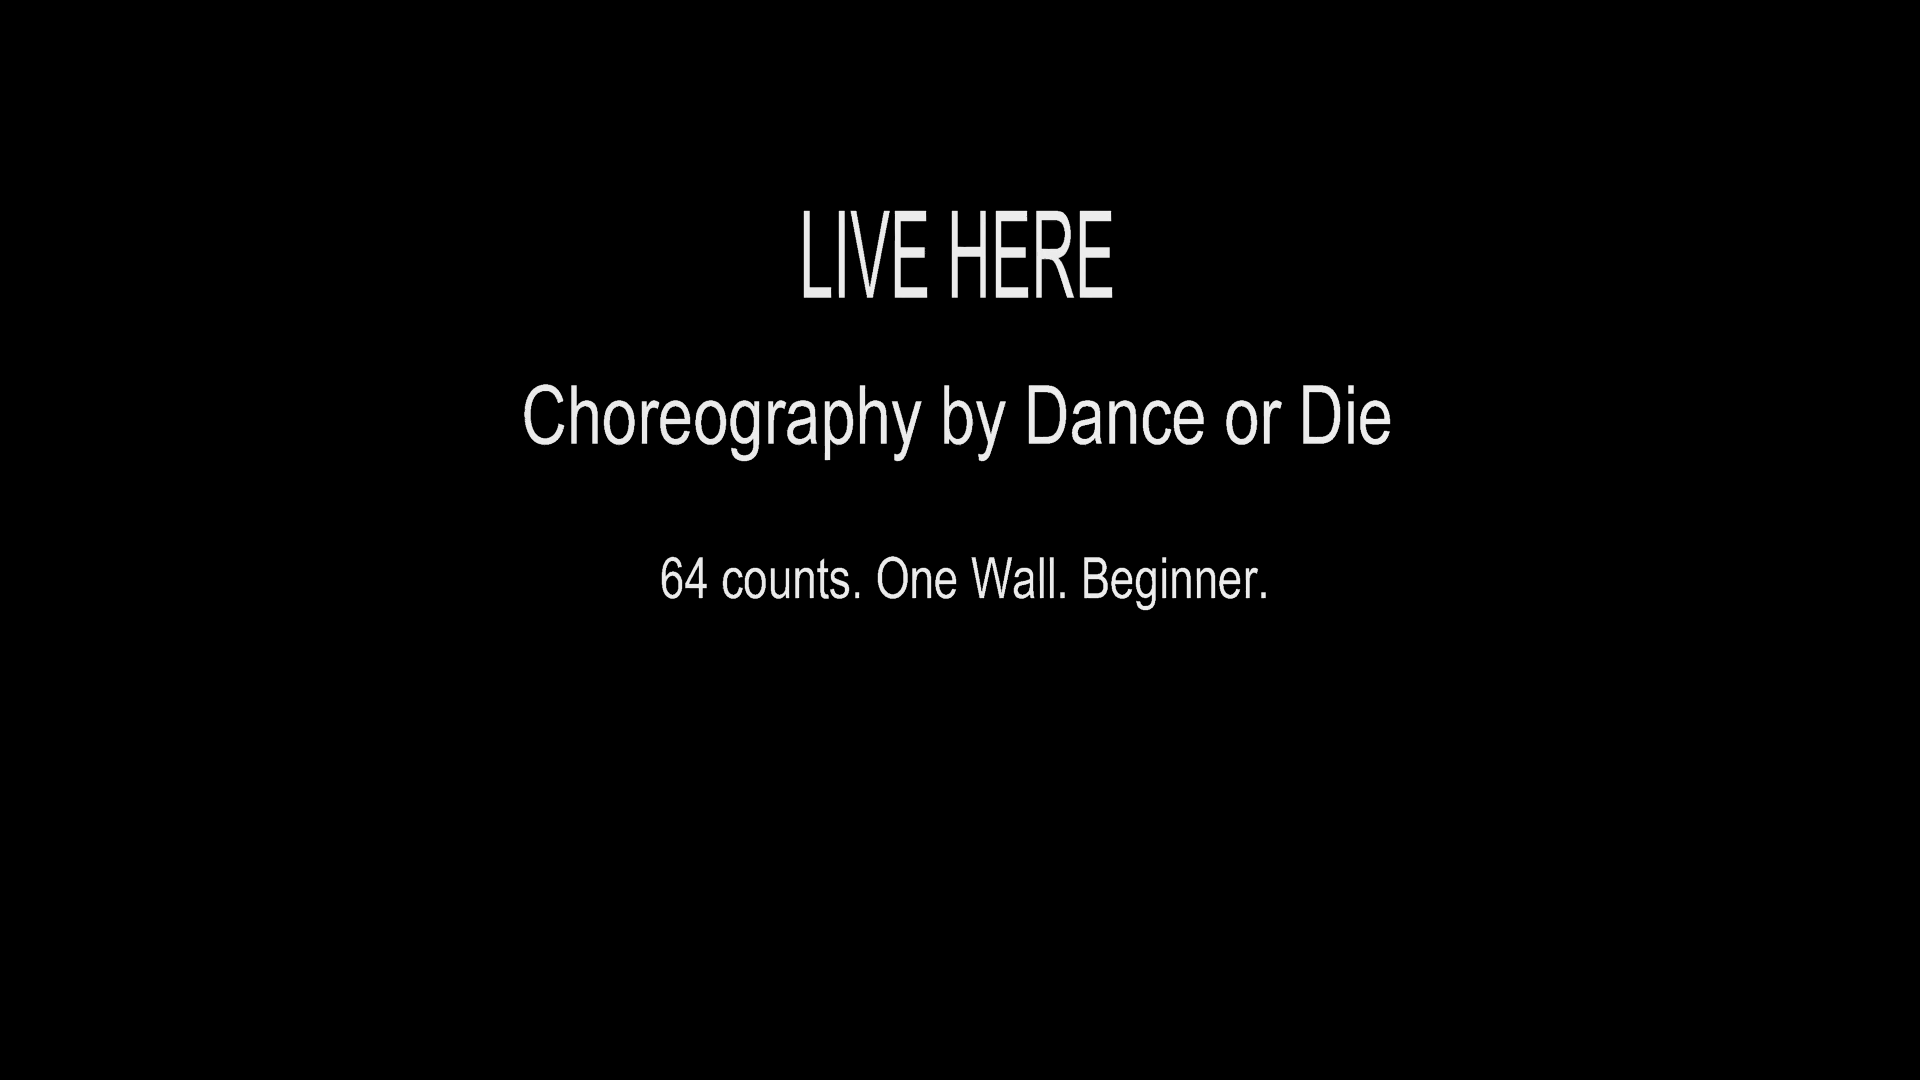 LIVE HERE
Choreography by Dance or Die
64 counts. One Wall. Beginner.